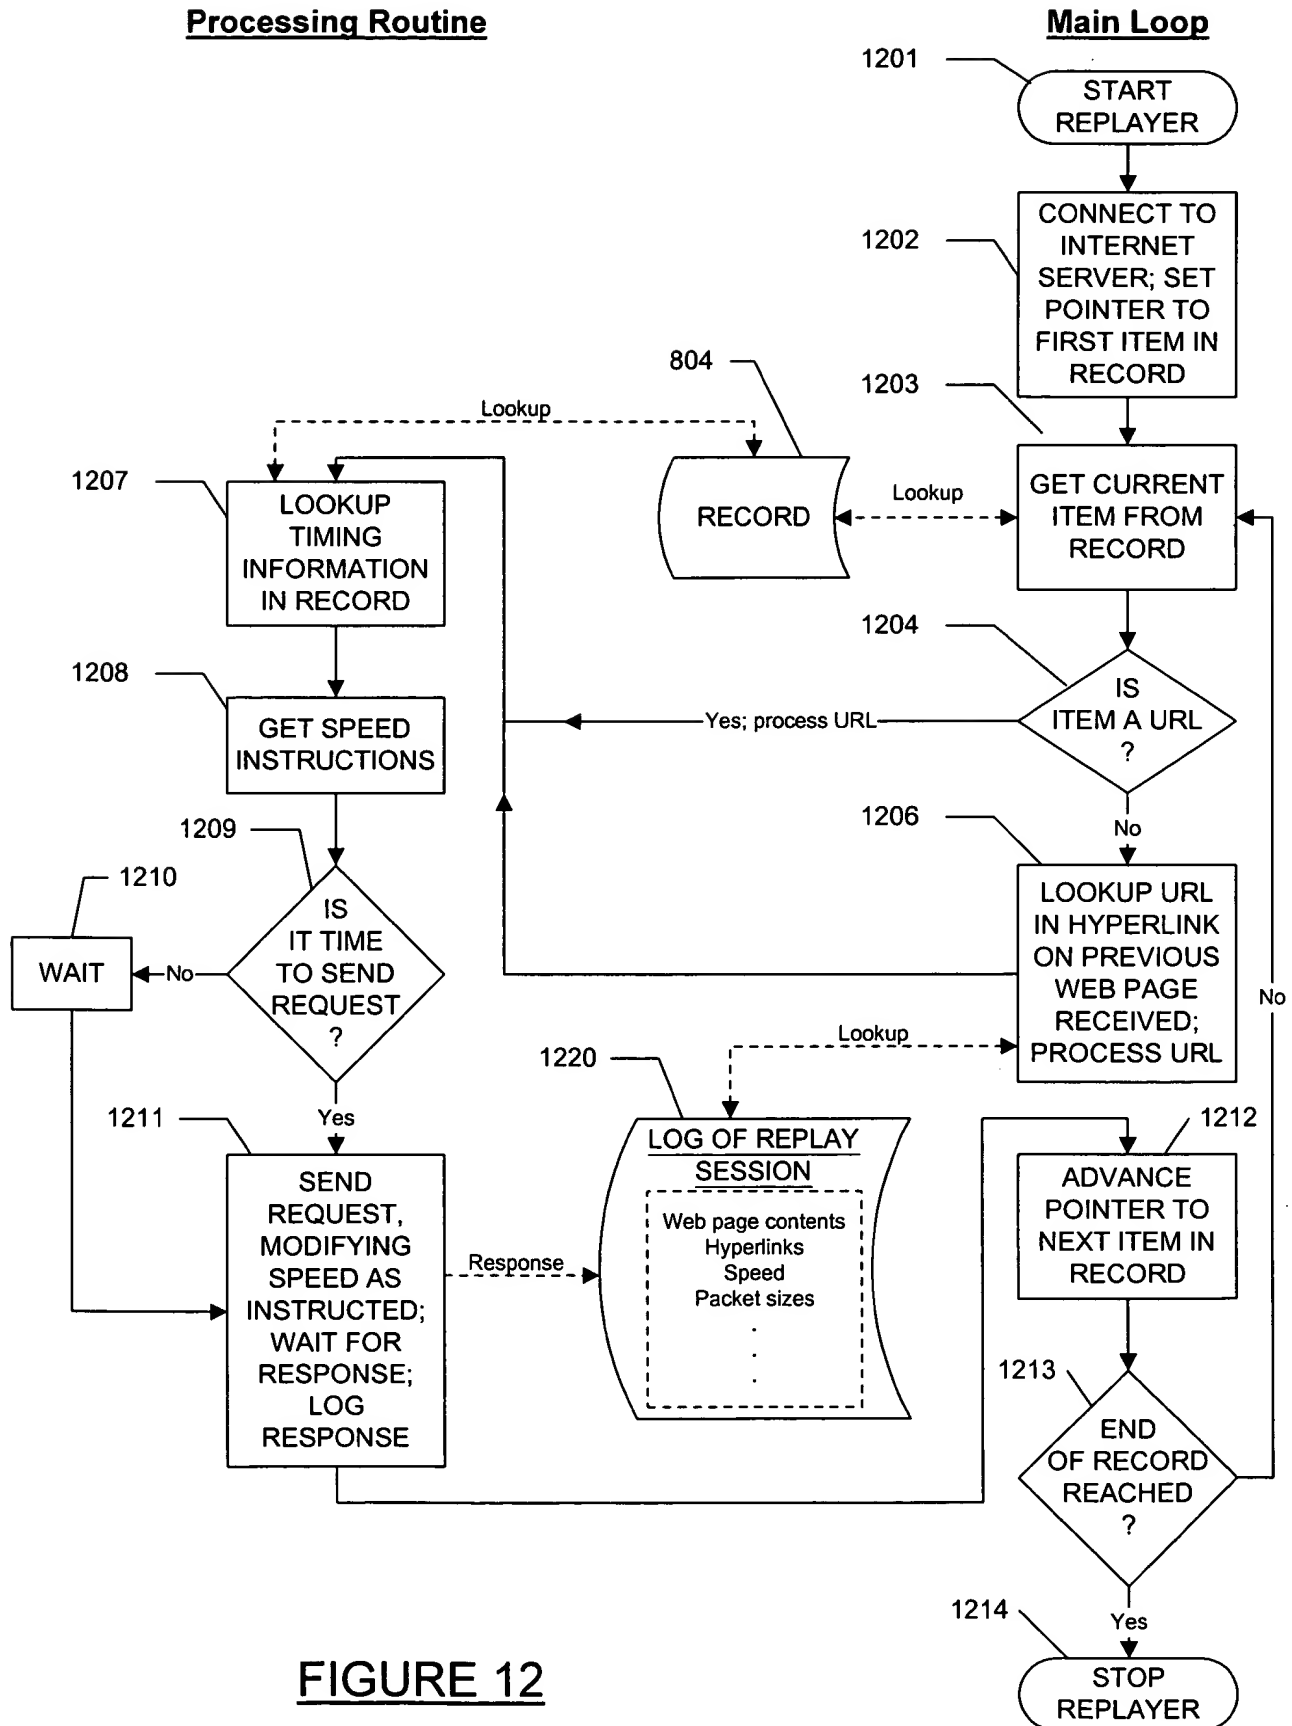 Processing Routine
Main Loop
1201
START
REPLAYER
1202
CONNECT TO
INTERNET
SERVER; SET
POINTER TO
FIRST ITEM IN
RECORD
804
1203
Lookup
1207
LOOKUP
TIMING
INFORMATION
IN RECORD
RECORD
Lookup
GET CURRENT
ITEM FROM
RECORD
1204
IS
ITEM A URL
?
Yes; process URL
No
1208
GET SPEED
INSTRUCTIONS
1206
LOOKUP URL
IN HYPERLINK
ON PREVIOUS
WEB PAGE
RECEIVED;
PROCESS URL
1209
IS
IT TIME
TO SEND
REQUEST
?
1210
WAIT
No
No
Lookup
1220
Yes
1211
SEND
REQUEST,
MODIFYING
SPEED AS
INSTRUCTED;
WAIT FOR
RESPONSE;
LOG
RESPONSE
Response
LOG OF REPLAY
SESSION
Web page contents
Hyperlinks
Speed
Packet sizes
.
.
.
1212
ADVANCE
POINTER TO
NEXT ITEM IN
RECORD
1213
END
OF RECORD
REACHED
?
Yes
1214
STOP
REPLAYER
FIGURE 12